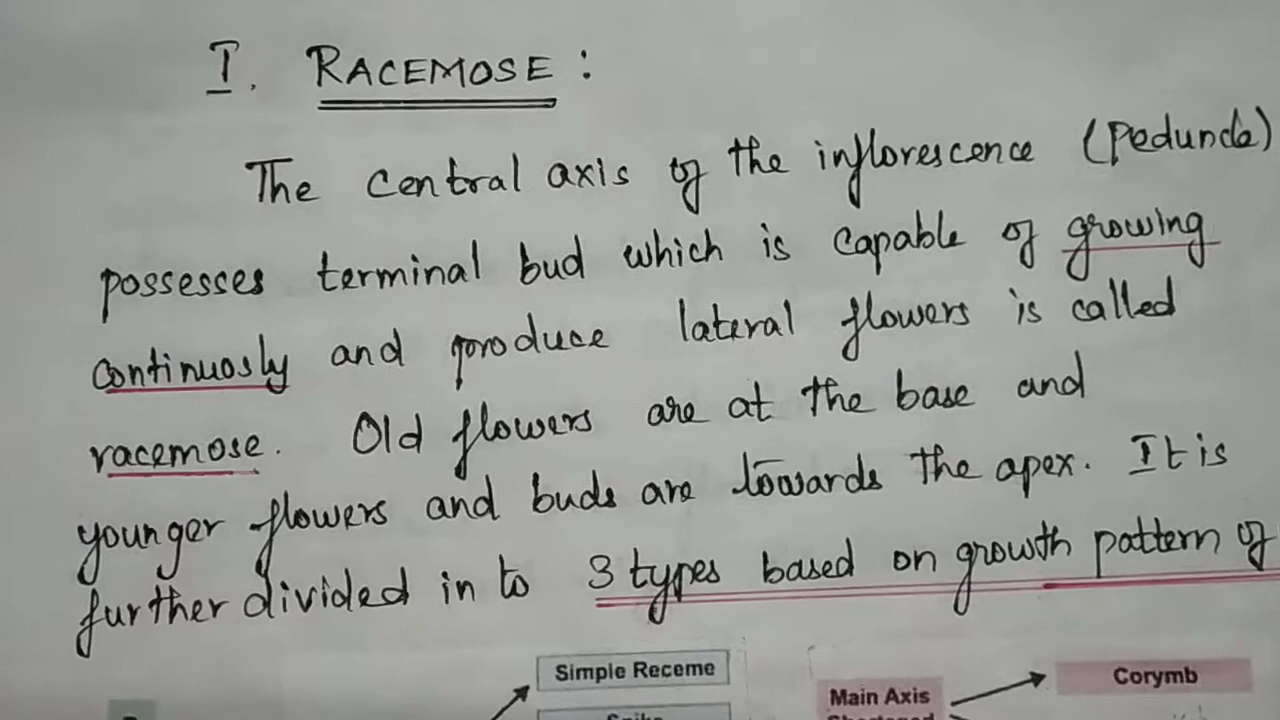 I. RACEMOSE :
The central axis of the inflorescence (Peduncle)
possesses terminal bud which is capable of growing
continuosly and produce lateral flowers is called
racemose. Old flowers are at the base and
younger flowers and buds are towards the apex. It is
further divided in to 3 types based on growth pattern of
Simple Receme
Corymb
Main Axis